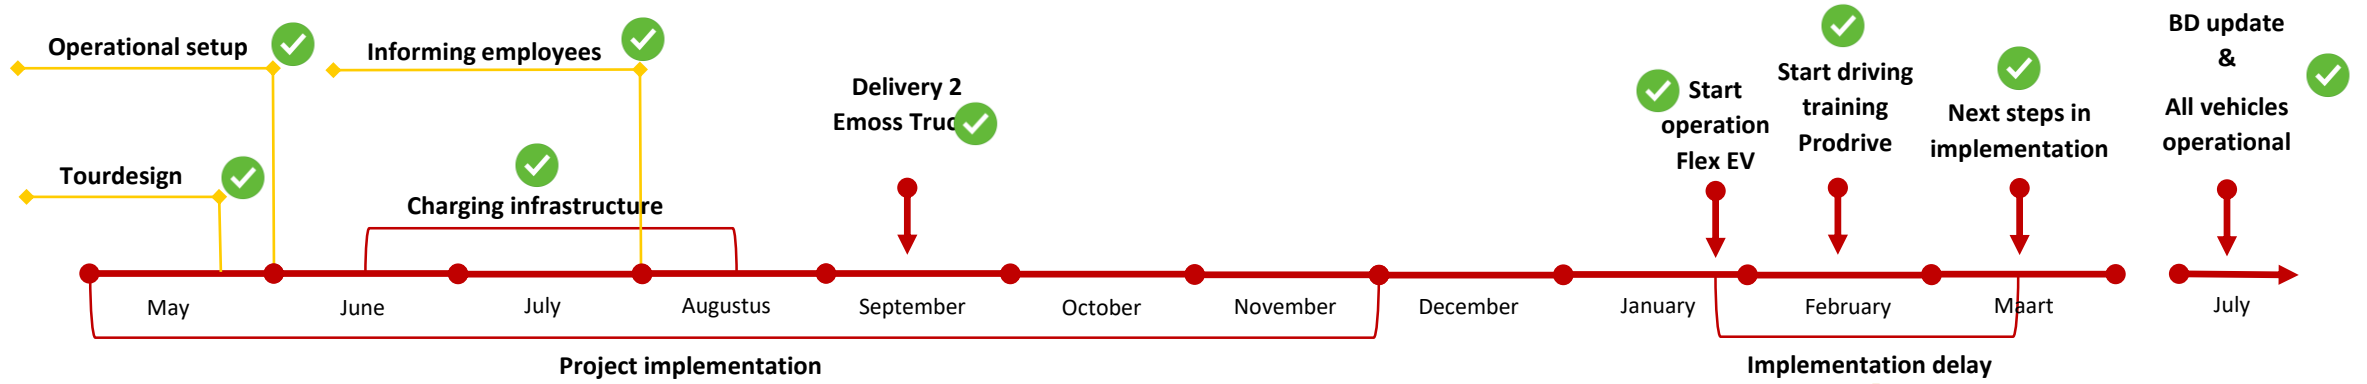 Operational setup
Informing employees
Tourdesign
Charging infrastructure
Delivery 2
Emoss Truc
Start
operation
Flex EV
Start driving
training
Prodrive
Next steps in
implementation
BD update
&
All vehicles
operational
May
June
July
Augustus
September
October
November
December
January
February
Maart
July
Project implementation
Implementation delay